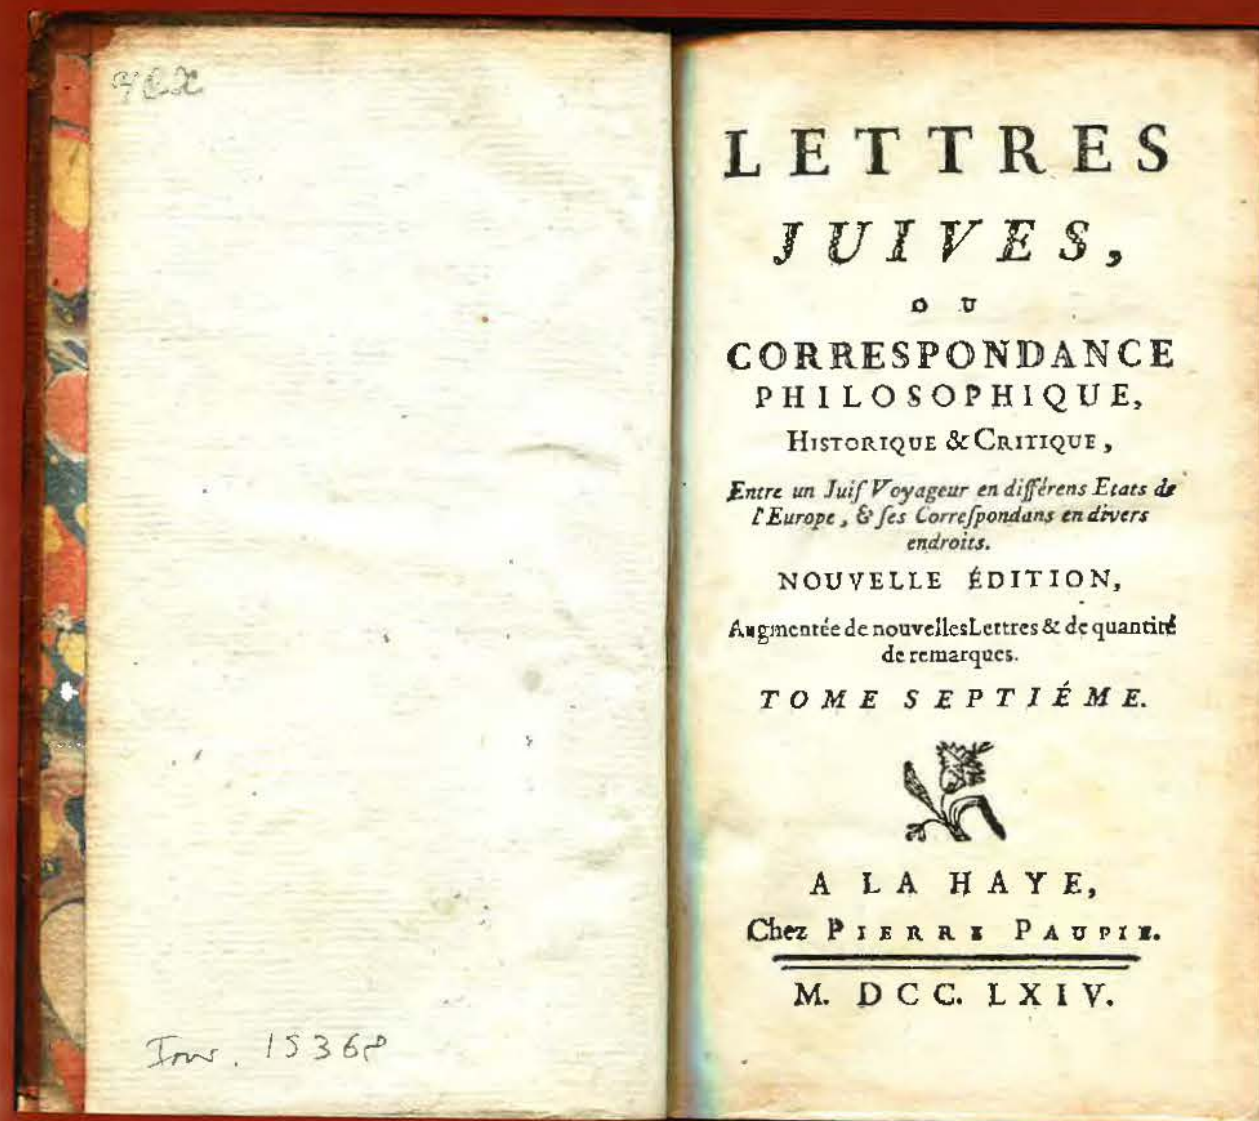 LETTRES
JUIVES,
OU
CORRESPONDANCE
PHILOSOPHIQUE,
HISTORIQUE & CRITIQUE,
Entre un Juif Voyageur en différens Etats de
l'Europe, & ſes Correſpondans en divers
endroits.
NOUVELLE ÉDITION,
Augmentée de nouvelles Lettres & de quantité
de remarques.
TOME SEPTIÉME.
A LA HAYE,
Chez PIERRE PAUPIE.
M. DCC. LXIV.
15368